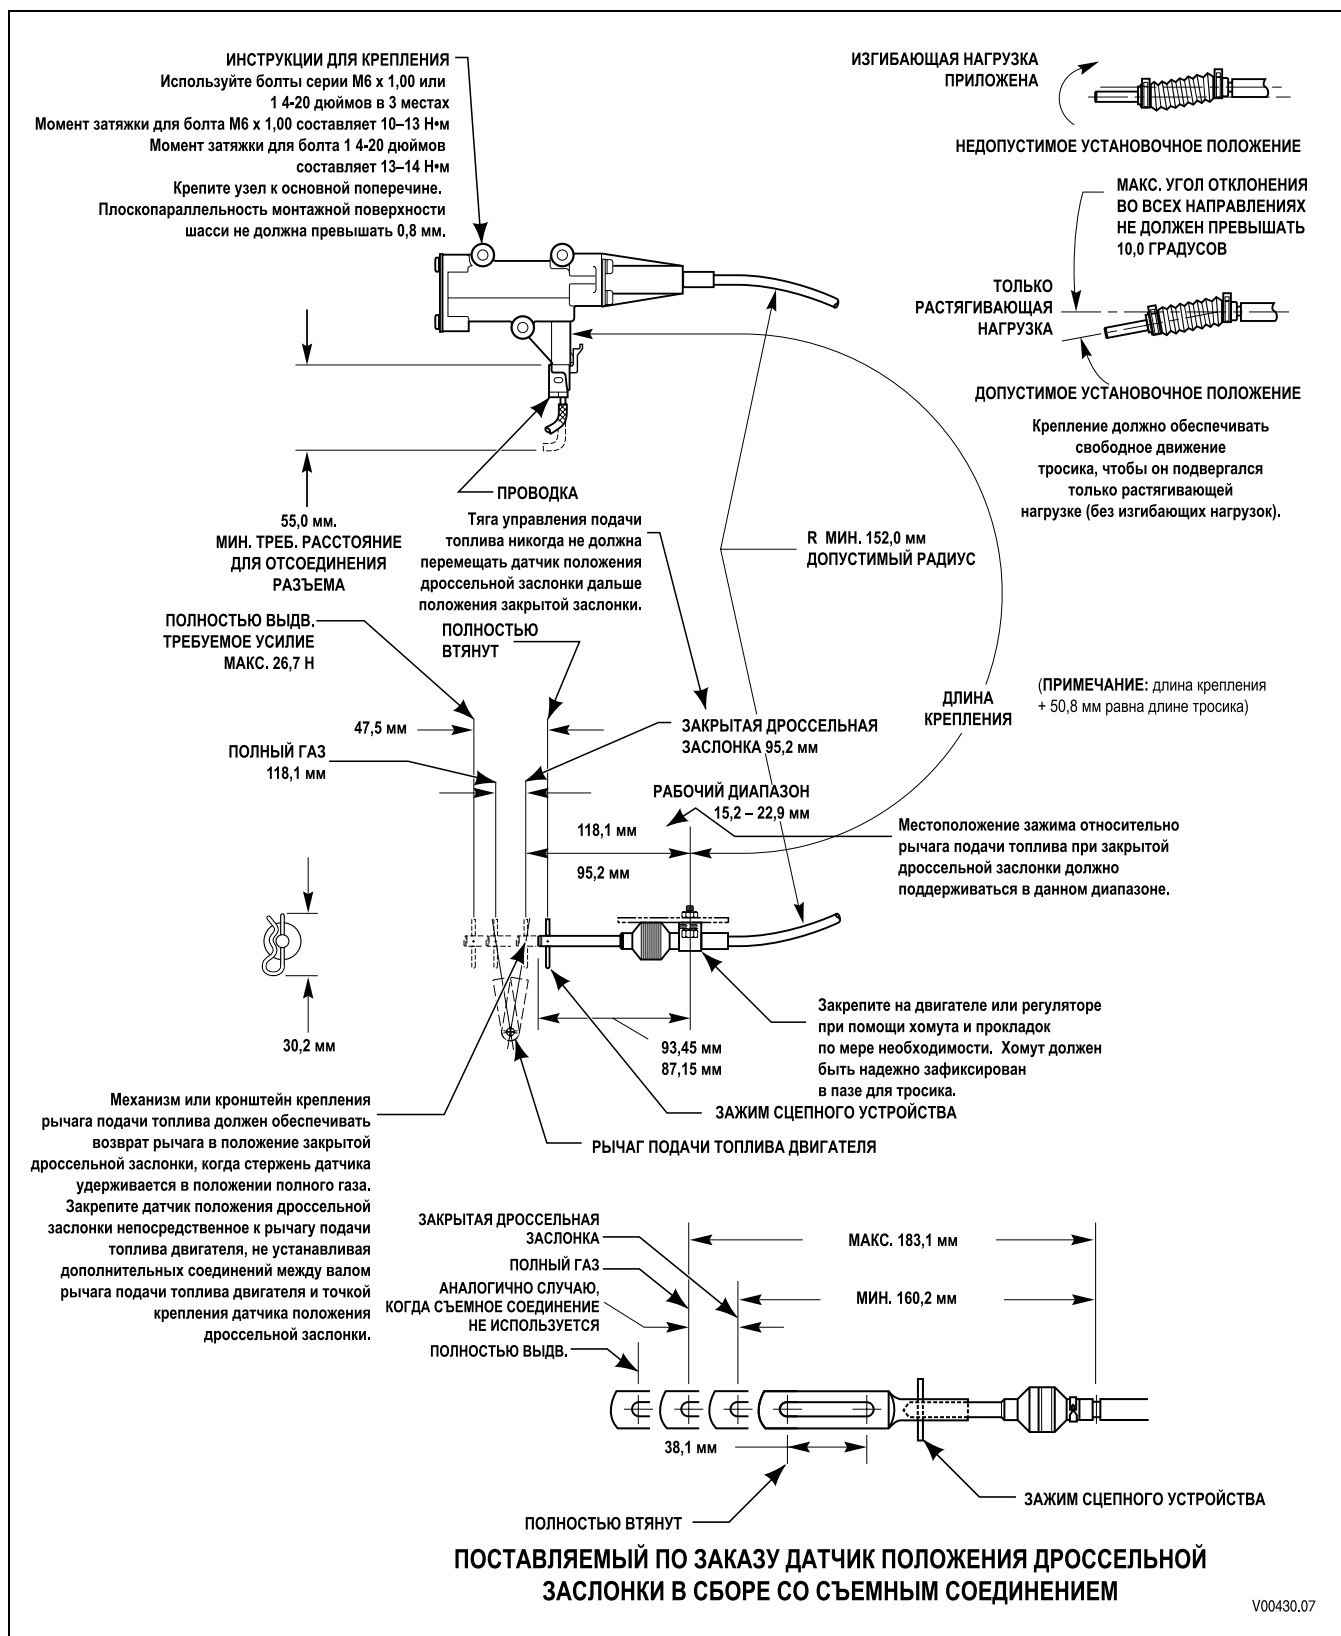 ИНСТРУКЦИИ ДЛЯ КРЕПЛЕНИЯ
Используйте болты серии M6 x 1,00 или
1 4-20 дюймов в 3 местах
Момент затяжки для болта M6 x 1,00 составляет 10–13 Н•м
Момент затяжки для болта 1 4-20 дюймов
составляет 13–14 Н•м
Крепите узел к основной поперечине.
Плоскопараллельность монтажной поверхности
шасси не должна превышать 0,8 мм.
ИЗГИБАЮЩАЯ НАГРУЗКА
ПРИЛОЖЕНА
НЕДОПУСТИМОЕ УСТАНОВОЧНОЕ ПОЛОЖЕНИЕ
МАКС. УГОЛ ОТКЛОНЕНИЯ
ВО ВСЕХ НАПРАВЛЕНИЯХ
НЕ ДОЛЖЕН ПРЕВЫШАТЬ
10,0 ГРАДУСОВ
ТОЛЬКО
РАСТЯГИВАЮЩАЯ
НАГРУЗКА
ДОПУСТИМОЕ УСТАНОВОЧНОЕ ПОЛОЖЕНИЕ
Крепление должно обеспечивать
свободное движение
тросика, чтобы он подвергался
только растягивающей
нагрузке (без изгибающих нагрузок).
ПРОВОДКА
55,0 мм.
МИН. ТРЕБ. РАССТОЯНИЕ
ДЛЯ ОТСОЕДИНЕНИЯ
РАЗЪЕМА
Тяга управления подачи
топлива никогда не должна
перемещать датчик положения
дроссельной заслонки дальше
положения закрытой заслонки.
R МИН. 152,0 мм
ДОПУСТИМЫЙ РАДИУС
ПОЛНОСТЬЮ ВЫДВ.
ТРЕБУЕМОЕ УСИЛИЕ
МАКС. 26,7 Н
ПОЛНОСТЬЮ
ВТЯНУТ
ДЛИНА
КРЕПЛЕНИЯ
(ПРИМЕЧАНИЕ: длина крепления
+ 50,8 мм равна длине тросика)
47,5 мм
ЗАКРЫТАЯ ДРОССЕЛЬНАЯ
ЗАСЛОНКА 95,2 мм
ПОЛНЫЙ ГАЗ
118,1 мм
РАБОЧИЙ ДИАПАЗОН
15,2 – 22,9 мм
118,1 мм
95,2 мм
Местоположение зажима относительно
рычага подачи топлива при закрытой
дроссельной заслонки должно
поддерживаться в данном диапазоне.
30,2 мм
93,45 мм
87,15 мм
Закрепите на двигателе или регуляторе
при помощи хомута и прокладок
по мере необходимости. Хомут должен
быть надежно зафиксирован
в пазе для тросика.
ЗАЖИМ СЦЕПНОГО УСТРОЙСТВА
РЫЧАГ ПОДАЧИ ТОПЛИВА ДВИГАТЕЛЯ
Механизм или кронштейн крепления
рычага подачи топлива должен обеспечивать
возврат рычага в положение закрытой
дроссельной заслонки, когда стержень датчика
удерживается в положении полного газа.
Закрепите датчик положения дроссельной
заслонки непосредственное к рычагу подачи
топлива двигателя, не устанавливая
дополнительных соединений между валом
рычага подачи топлива двигателя и точкой
крепления датчика положения
дроссельной заслонки.
ЗАКРЫТАЯ ДРОССЕЛЬНАЯ
ЗАСЛОНКА
ПОЛНЫЙ ГАЗ
АНАЛОГИЧНО СЛУЧАЮ,
КОГДА СЪЕМНОЕ СОЕДИНЕНИЕ
НЕ ИСПОЛЬЗУЕТСЯ
ПОЛНОСТЬЮ ВЫДВ.
МАКС. 183,1 мм
МИН. 160,2 мм
38,1 мм
ЗАЖИМ СЦЕПНОГО УСТРОЙСТВА
ПОЛНОСТЬЮ ВТЯНУТ
ПОСТАВЛЯЕМЫЙ ПО ЗАКАЗУ ДАТЧИК ПОЛОЖЕНИЯ ДРОССЕЛЬНОЙ
ЗАСЛОНКИ В СБОРЕ СО СЪЕМНЫМ СОЕДИНЕНИЕМ
V00430.07